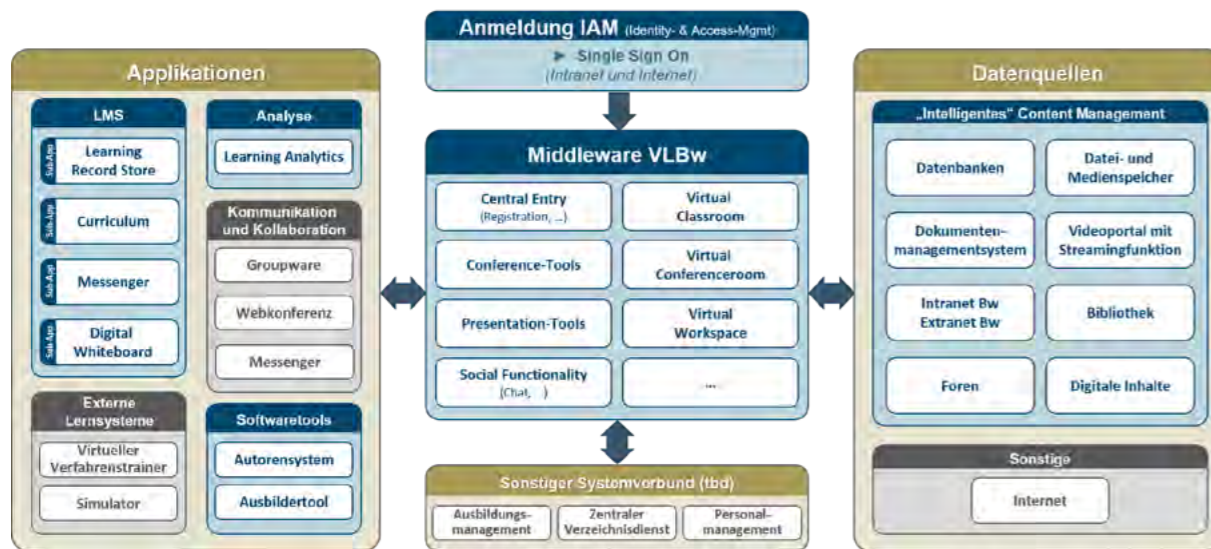 Anmeldung IAM (Identity- & Access-Mgmt)
➤ Single Sign On
(Intranet und Internet)
Applikationen
LMS
Sub-App
Learning
Record Store
Sub-App
Curriculum
Sub-App
Messenger
Sub-App
Digital
Whiteboard
Analyse
Learning Analytics
Kommunikation
und Kollaboration
Groupware
Webkonferenz
Messenger
Externe
Lernsysteme
Virtueller
Verfahrenstrainer
Simulator
Softwaretools
Autorensystem
Ausbildertool
Middleware VLBw
Central Entry
(Registration, ...)
Virtual
Classroom
Conference-Tools
Virtual
Conferenceroom
Presentation-Tools
Virtual
Workspace
Social Functionality
(Chat, ...)
...
Sonstiger Systemverbund (tbd)
Ausbildungs-
management
Zentraler
Verzeichnisdienst
Personal-
management
Datenquellen
„Intelligentes“ Content Management
Datenbanken
Datei- und
Medienspeicher
Dokumenten-
managementsystem
Videoportal mit
Streamingfunktion
Intranet Bw
Extranet Bw
Bibliothek
Foren
Digitale Inhalte
Sonstige
Internet